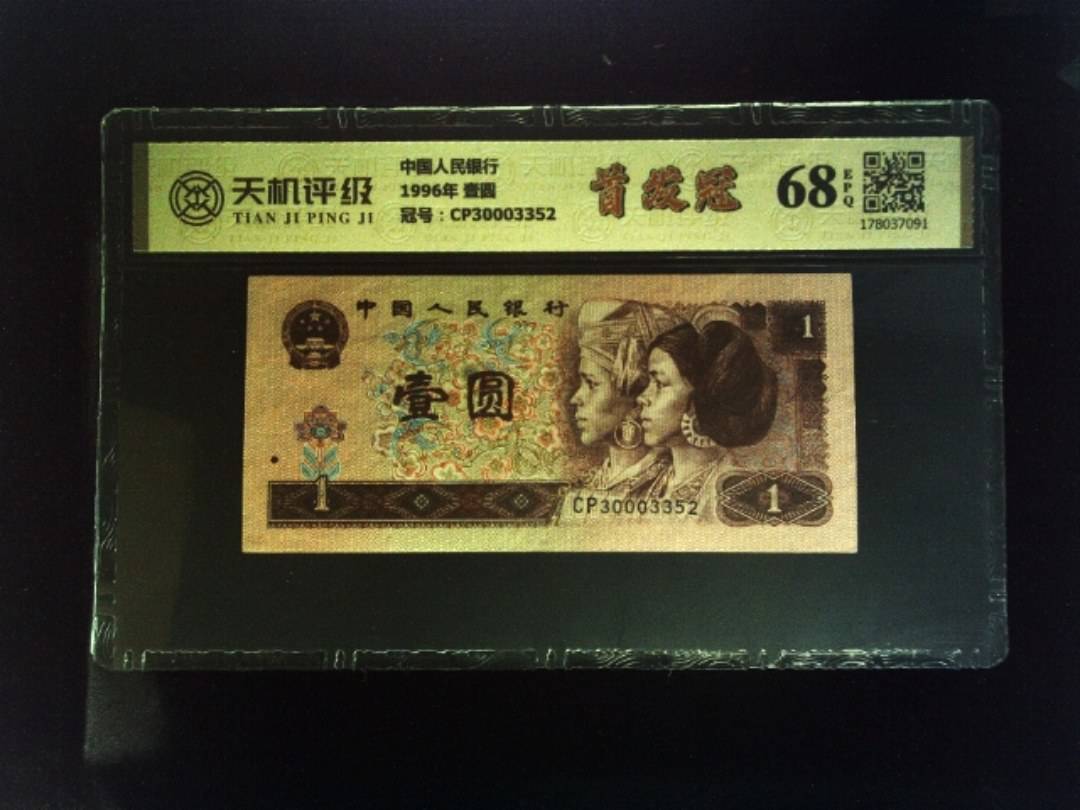 天机评级
TIAN JI PING JI
中国人民银行
1996年 壹圆
冠号：CP30003352
首发冠
68
EPQ
178037091
中国人民银行
壹圆
1
1
CP30003352
1